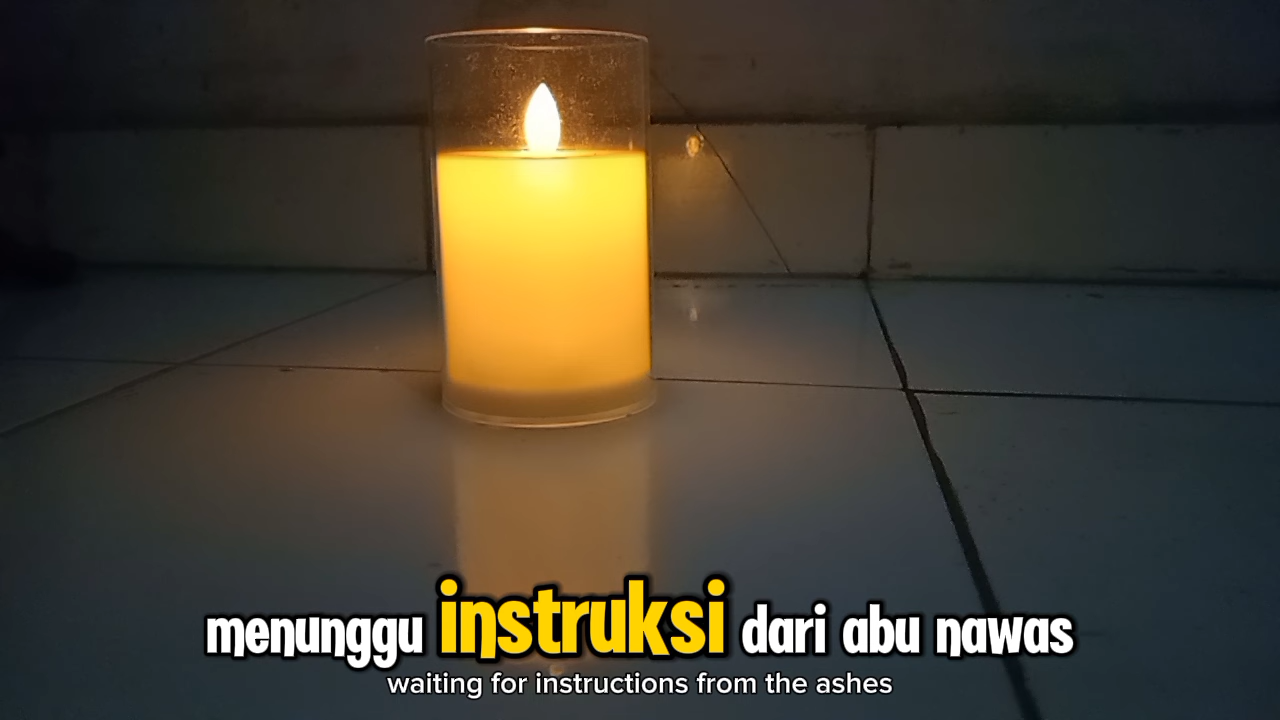 menunggu instruksi dari abu nawas
waiting for instructions from the ashes